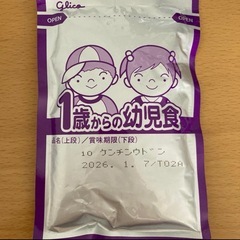 glico
OPEN OPEN
1歳からの幼児食
品名(上段)/賞味期限(下段)
10 ケンチンウドン
2026. 1. 7/T02A